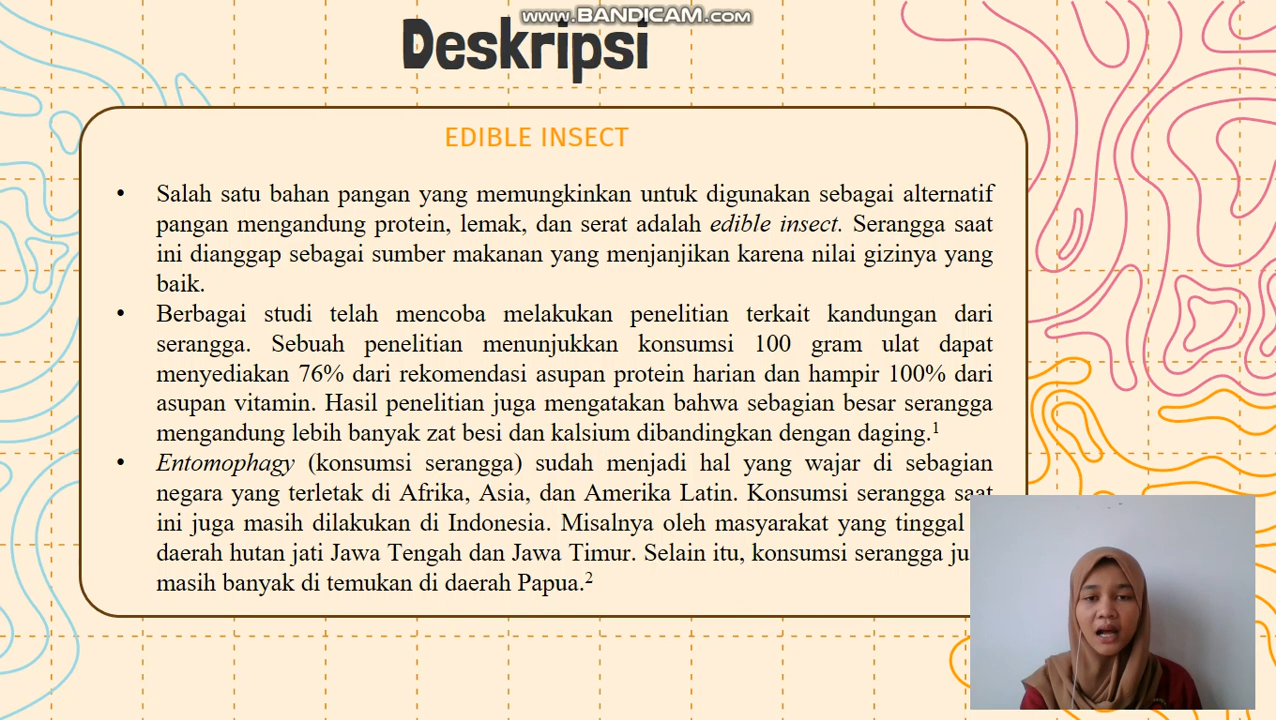 WWW.BANDICAM.COM
Deskripsi
EDIBLE INSECT
• Salah satu bahan pangan yang memungkinkan untuk digunakan sebagai alternatif
pangan mengandung protein, lemak, dan serat adalah edible insect. Serangga saat
ini dianggap sebagai sumber makanan yang menjanjikan karena nilai gizinya yang
baik.
• Berbagai studi telah mencoba melakukan penelitian terkait kandungan dari
serangga. Sebuah penelitian menunjukkan konsumsi 100 gram ulat dapat
menyediakan 76% dari rekomendasi asupan protein harian dan hampir 100% dari
asupan vitamin. Hasil penelitian juga mengatakan bahwa sebagian besar serangga
mengandung lebih banyak zat besi dan kalsium dibandingkan dengan daging.¹
• Entomophagy (konsumsi serangga) sudah menjadi hal yang wajar di sebagian
negara yang terletak di Afrika, Asia, dan Amerika Latin. Konsumsi serangga saat
ini juga masih dilakukan di Indonesia. Misalnya oleh masyarakat yang tinggal
daerah hutan jati Jawa Tengah dan Jawa Timur. Selain itu, konsumsi serangga
masih banyak di temukan di daerah Papua.²